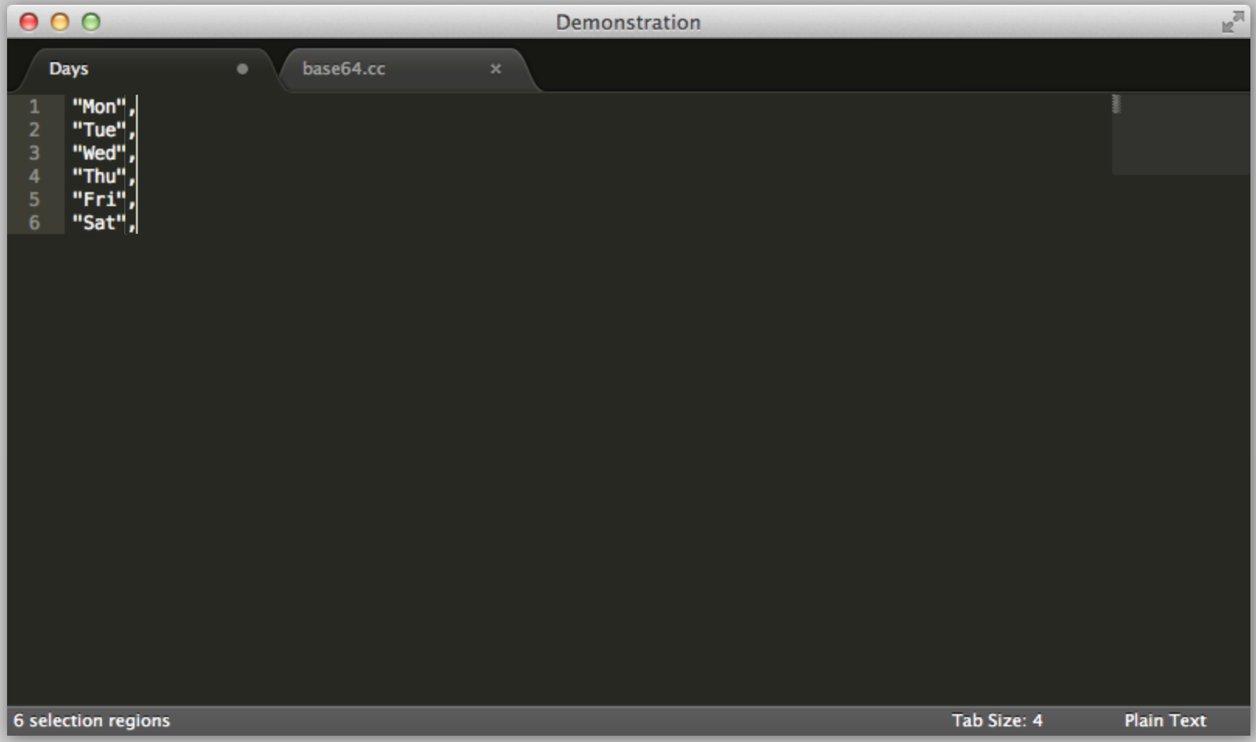 Demonstration
Days base64.cc
1 "Mon",
2 "Tue",
3 "Wed",
4 "Thu",
5 "Fri",
6 "Sat",
6 selection regions Tab Size: 4 Plain Text